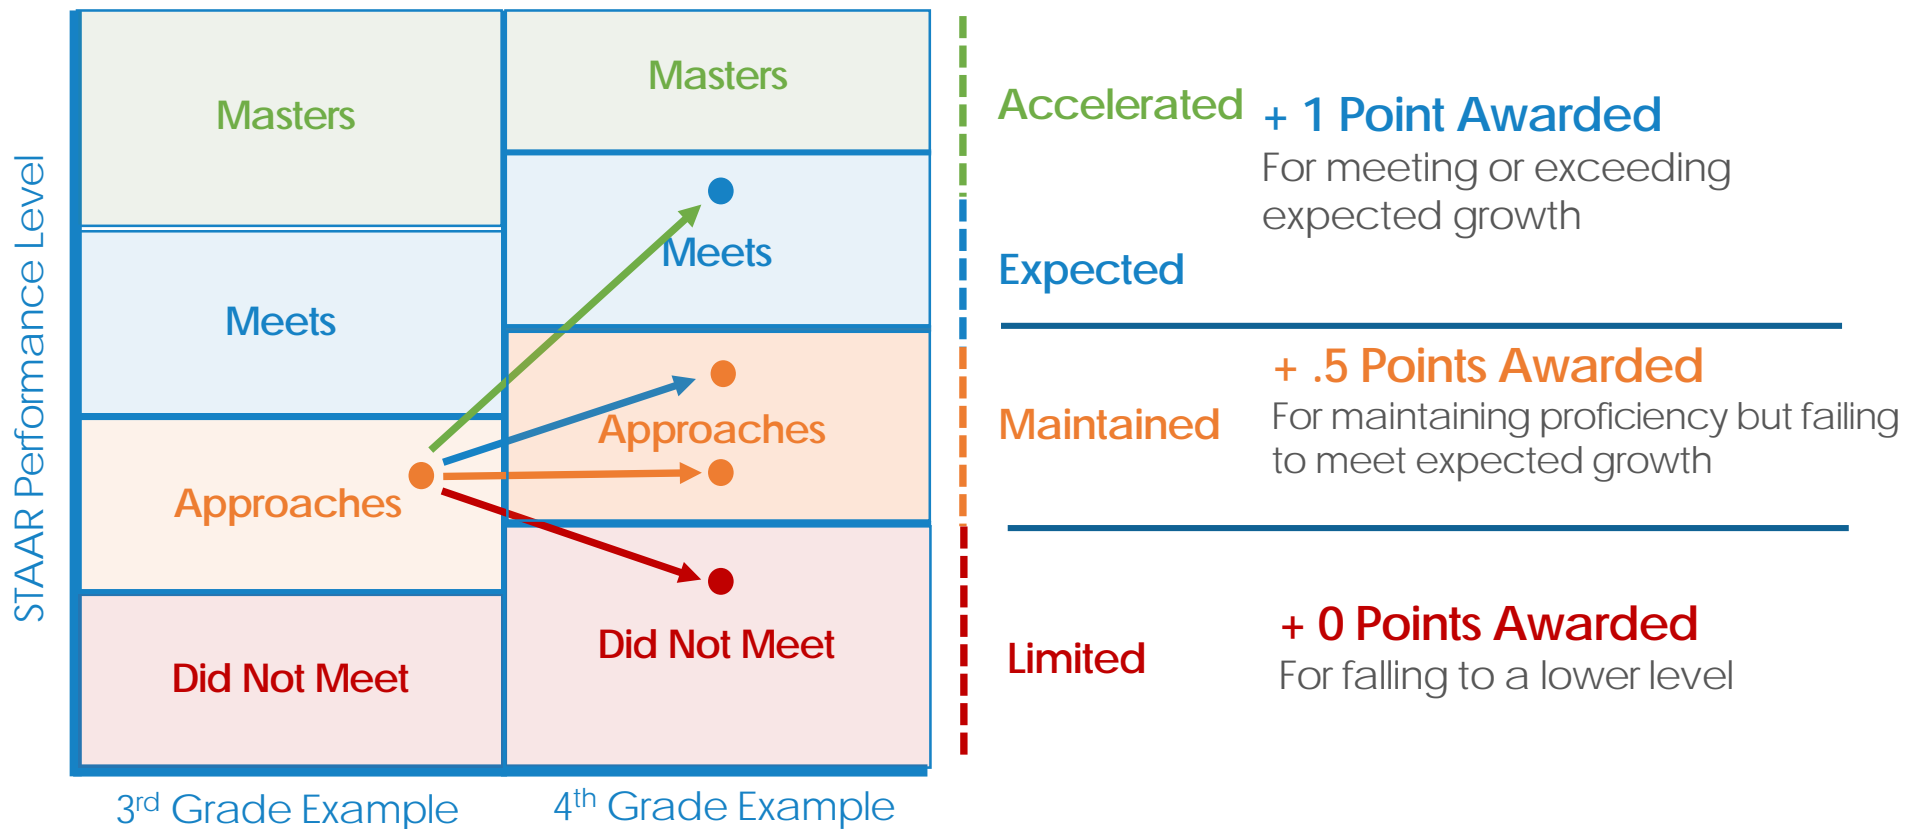 STAAR Performance Level
Masters
Meets
Approaches
Did Not Meet
3rd Grade Example
Masters
Meets
Approaches
Did Not Meet
4th Grade Example
Accelerated
+ 1 Point Awarded
For meeting or exceeding
expected growth
Expected
+ .5 Points Awarded
Maintained
For maintaining proficiency but failing
to meet expected growth
+ 0 Points Awarded
Limited
For falling to a lower level